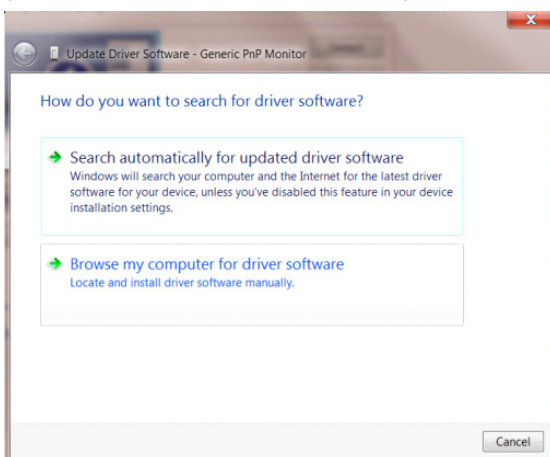 Update Driver Software - Generic PnP Monitor
How do you want to search for driver software?
Search automatically for updated driver software
Windows will search your computer and the Internet for the latest driver
software for your device, unless you've disabled this feature in your device
installation settings.
Browse my computer for driver software
Locate and install driver software manually.
Cancel